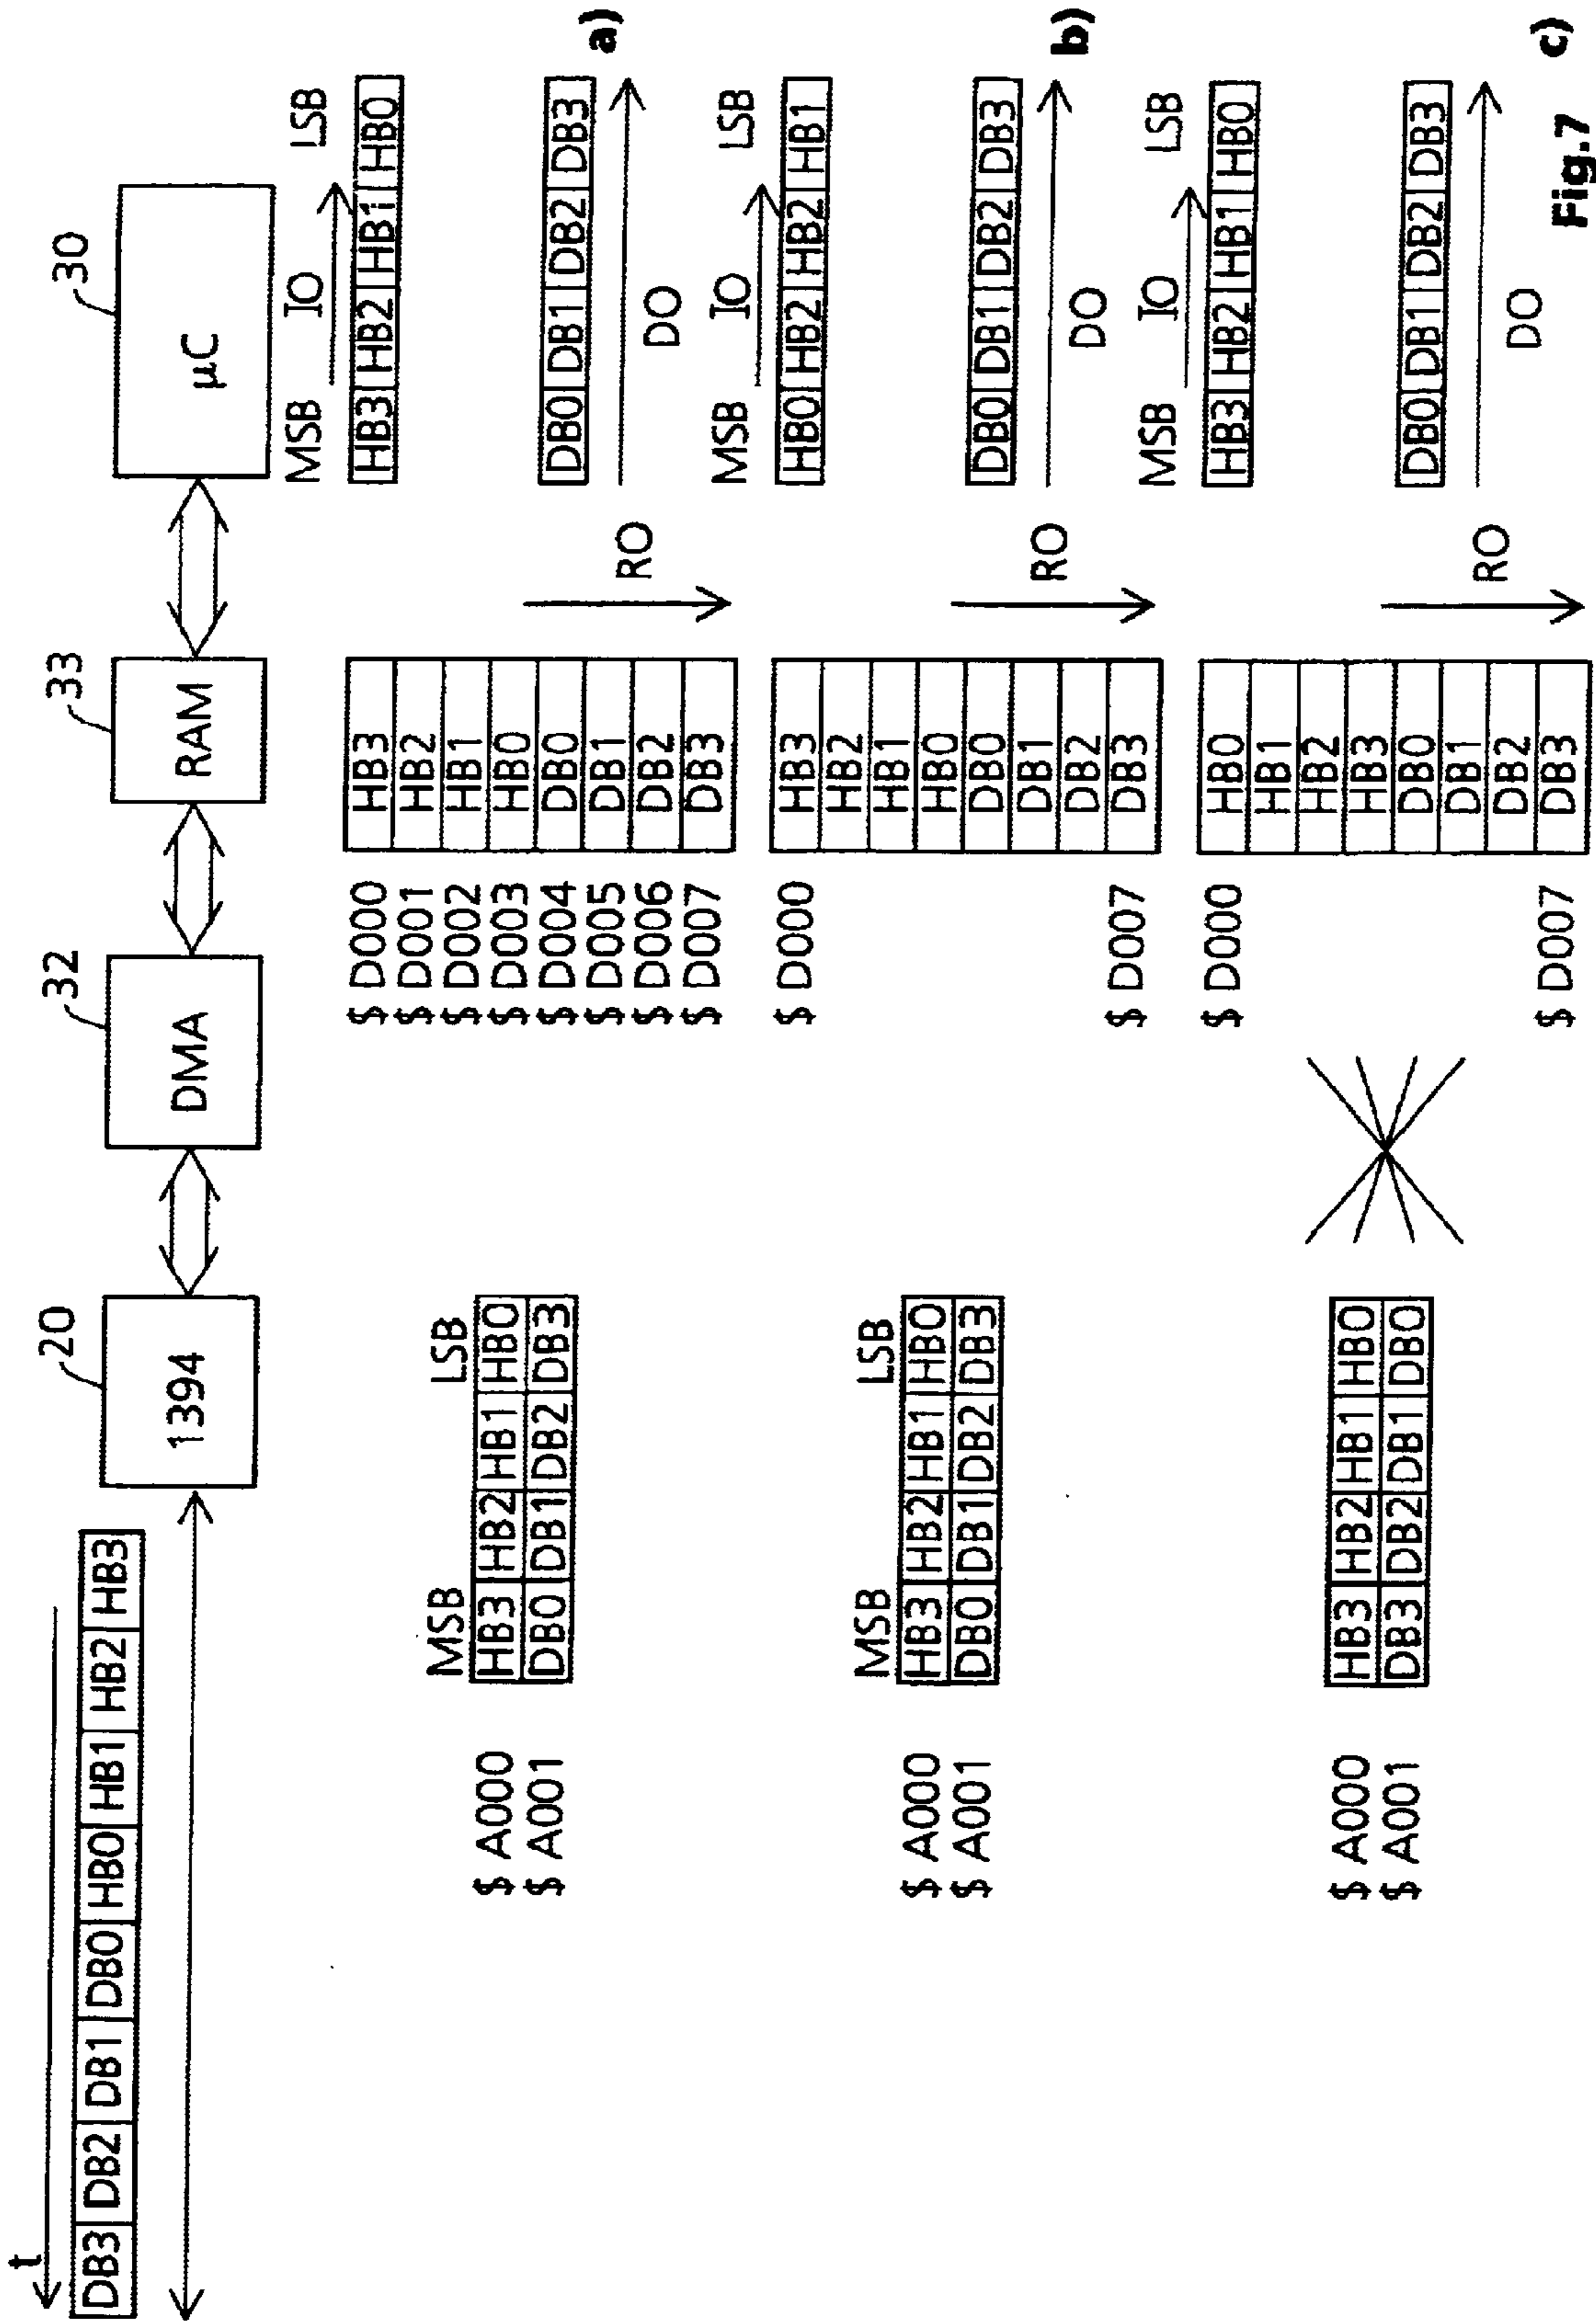 t
DB3 DB2 DB1 DB0 HB0 HB1 HB2 HB3
20
1394
32
DMA
33
RAM
30
µC
MSB LSB
$ A000 HB3 HB2 HB1 HB0
$ A001 DB0 DB1 DB2 DB3
$ D000 HB3
$ D001 HB2
$ D002 HB1
$ D003 HB0
$ D004 DB0
$ D005 DB1
$ D006 DB2
$ D007 DB3
RO
MSB IO LSB
HB3 HB2 HB1 HB0
DB0 DB1 DB2 DB3
DO
a)
MSB LSB
$ A000 HB3 HB2 HB1 HB0
$ A001 DB0 DB1 DB2 DB3
$ D000 HB3
HB2
HB1
HB0
DB0
DB1
DB2
$ D007 DB3
RO
MSB IO LSB
HB0 HB2 HB2 HB1
DB0 DB1 DB2 DB3
DO
b)
$ A000 HB3 HB2 HB1 HB0
$ A001 DB3 DB2 DB1 DB0
$ D000 HB0
HB1
HB2
HB3
DB0
DB1
DB2
$ D007 DB3
RO
MSB IO LSB
HB3 HB2 HB1 HB0
DB0 DB1 DB2 DB3
DO
c)
Fig.7